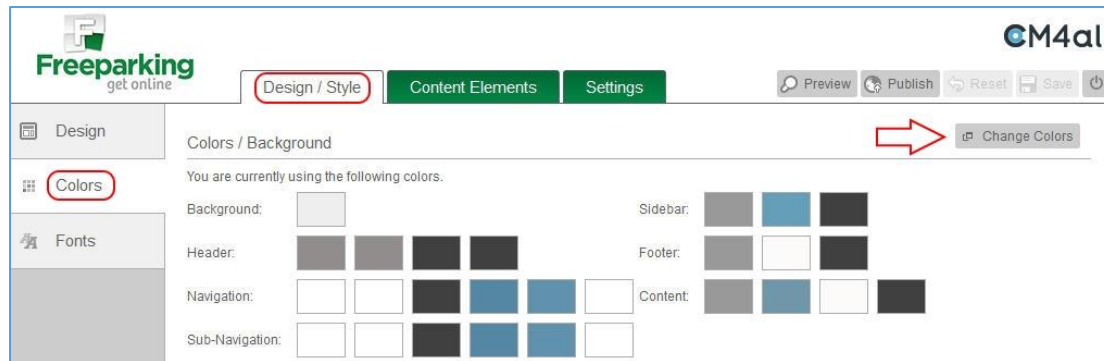 F
Freeparking
get online
CM4al
Design / Style
Content Elements
Settings
Preview
Publish
Reset
Save
Design
Colors
Fonts
Colors / Background
Change Colors
You are currently using the following colors.
Background:
Sidebar:
Header:
Footer:
Navigation:
Content:
Sub-Navigation: